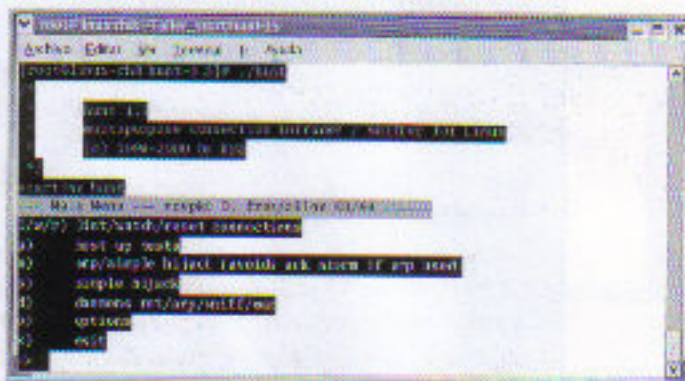 Archivo Editar Ver Terminal Ir Ayuda
hunt 1.
multipurpose connection intruder / sniffer for Linux
(c) 1998-2000 by kra
starting hunt
--- Main Menu --- rcvpkt 0, free/alloc 63/64 ------
l/w/r) list/watch/reset connections
u) host up tests
a) arp/simple hijack (avoids ack storm if arp used)
s) simple hijack
d) daemons rst/arp/sniff/mac
o) options
x) exit